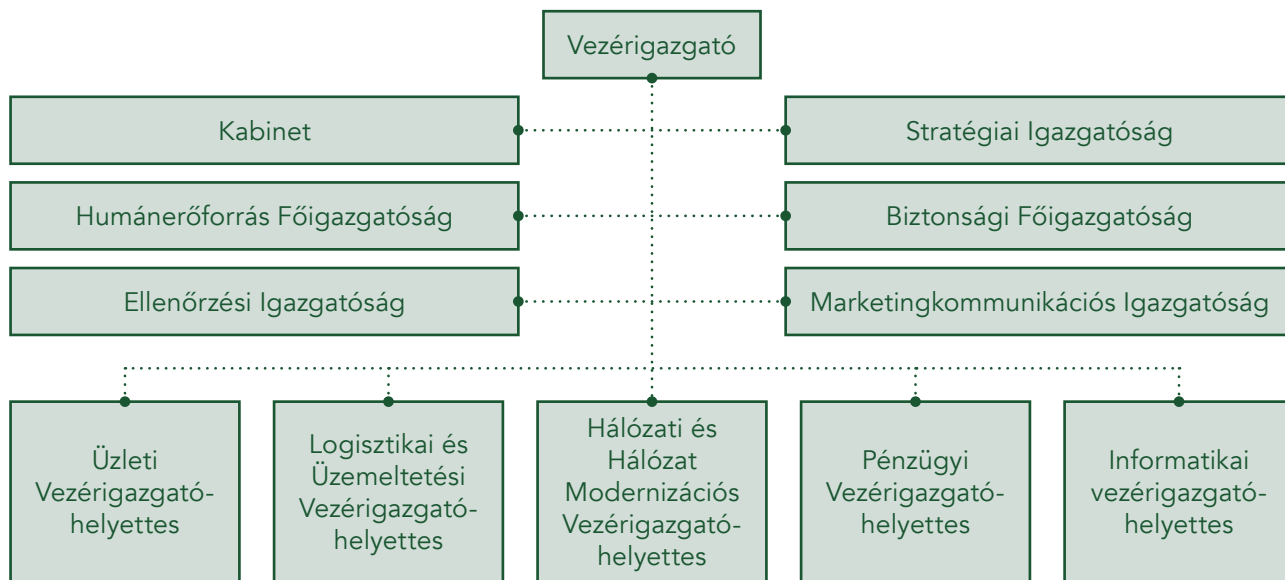 Vezérigazgató
Kabinet
Stratégiai Igazgatóság
Humánerőforrás Főigazgatóság
Biztonsági Főigazgatóság
Ellenőrzési Igazgatóság
Marketingkommunikációs Igazgatóság
Üzleti
Vezérigazgató-
helyettes
Logisztikai és
Üzemeltetési
Vezérigazgató-
helyettes
Hálózati és
Hálózat
Modernizációs
Vezérigazgató-
helyettes
Pénzügyi
Vezérigazgató-
helyettes
Informatikai
vezérigazgató-
helyettes